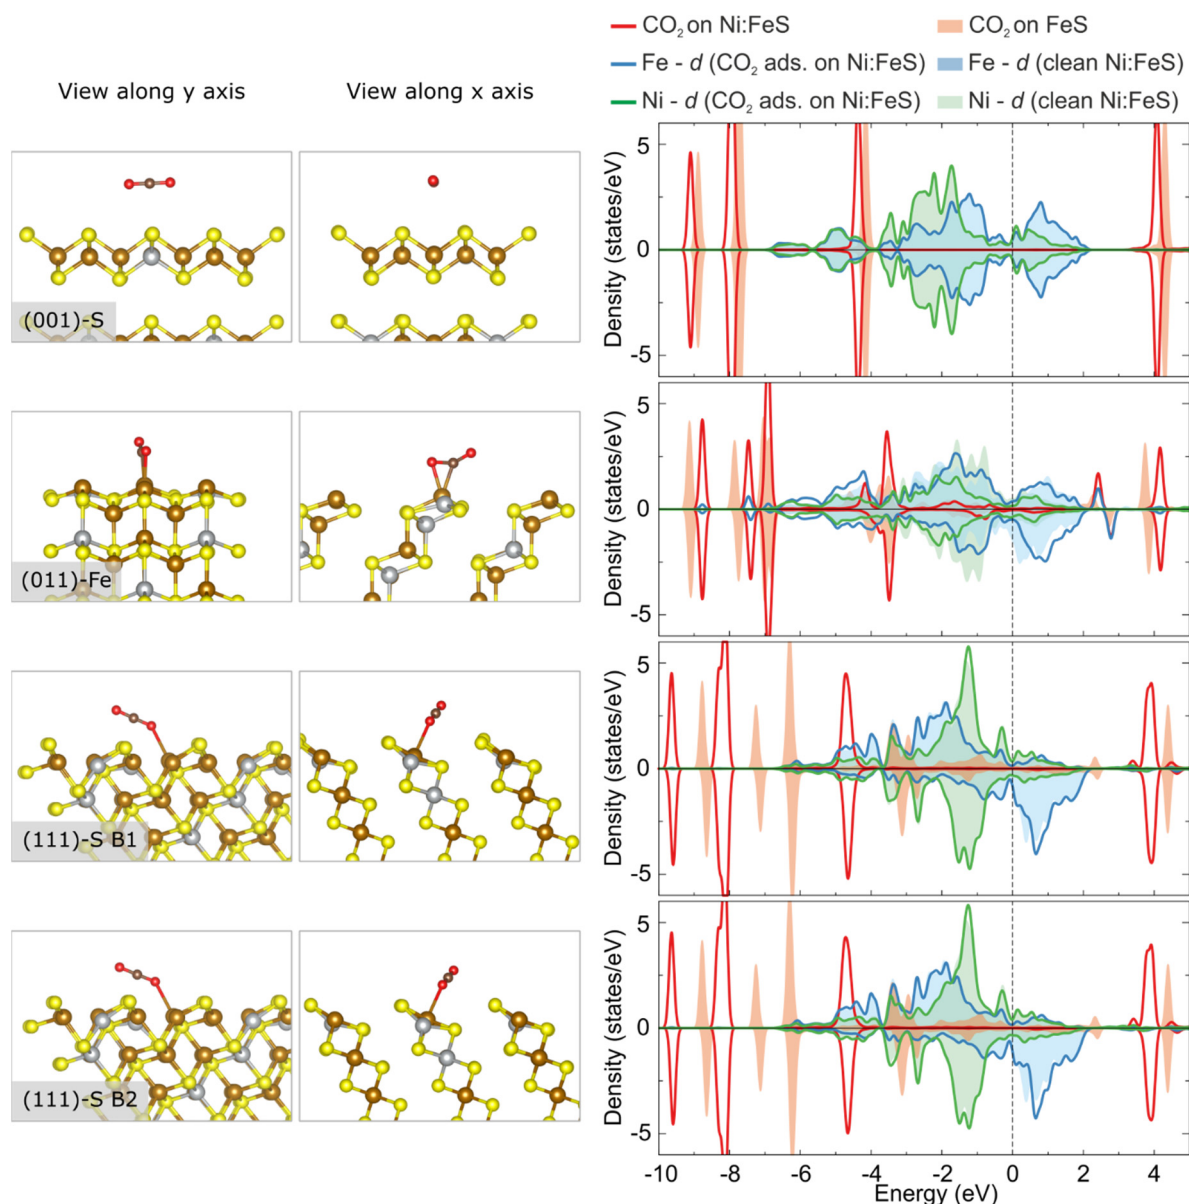 CO₂ on Ni:FeS
CO₂ on FeS
Fe - d (CO₂ ads. on Ni:FeS)
Fe - d (clean Ni:FeS)
Ni - d (CO₂ ads. on Ni:FeS)
Ni - d (clean Ni:FeS)
View along y axis
View along x axis
(001)-S
5
0
-5
Density (states/eV)
(011)-Fe
5
0
-5
Density (states/eV)
(111)-S B1
5
0
-5
Density (states/eV)
(111)-S B2
5
0
-5
Density (states/eV)
-10 -8 -6 -4 -2 0 2 4
Energy (eV)